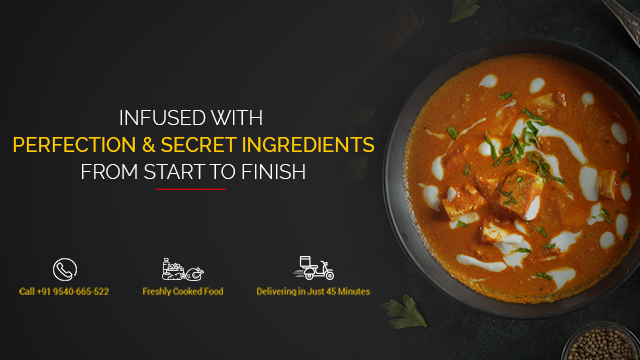 INFUSED WITH
PERFECTION & SECRET INGREDIENTS
FROM START TO FINISH
Call +91 9540-665-522
Freshly Cooked Food
Delivering in Just 45 Minutes